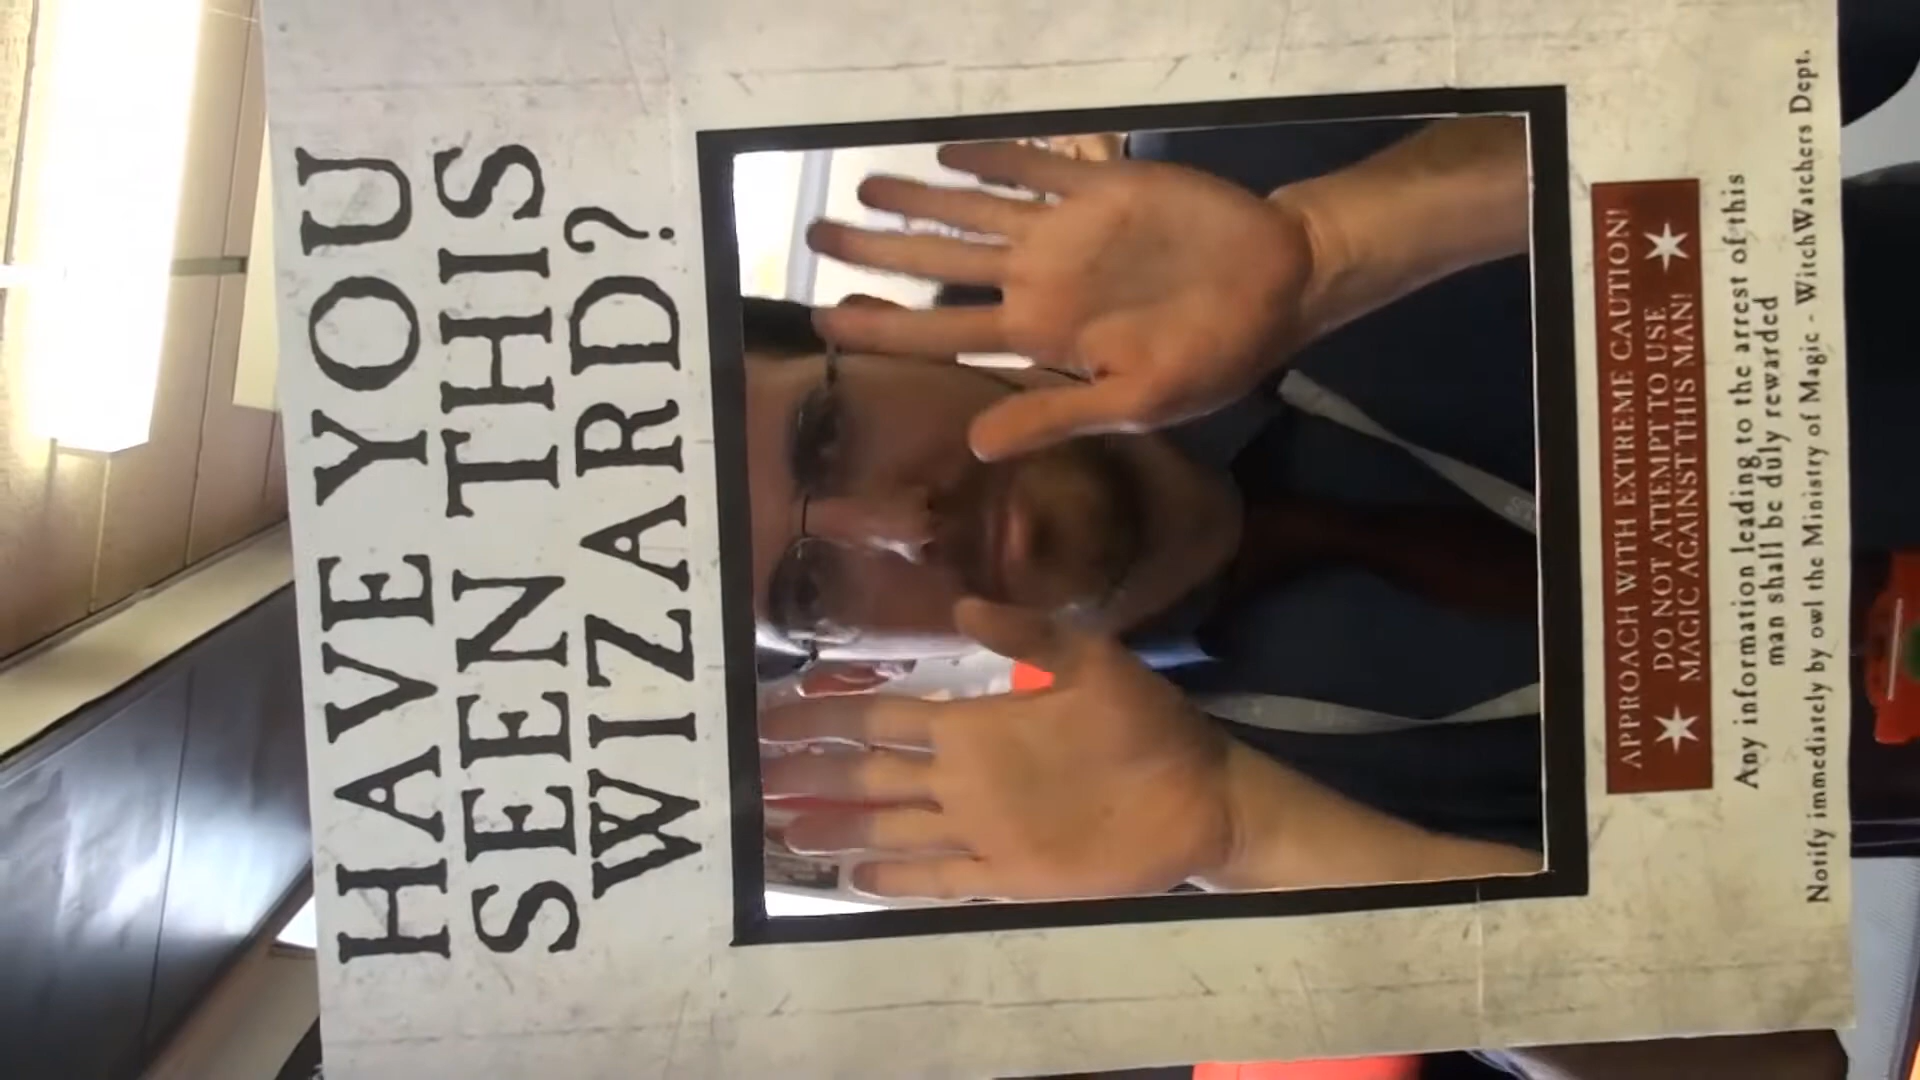 HAVE YOU
SEEN THIS
WIZARD?
APPROACH WITH EXTREME CAUTION!
DO NOT ATTEMPT TO USE
MAGIC AGAINST THIS MAN!
Any information leading to the arrest of this
man shall be duly rewarded
Notify immediately by owl the Ministry of Magic - WitchWatchers Dept.